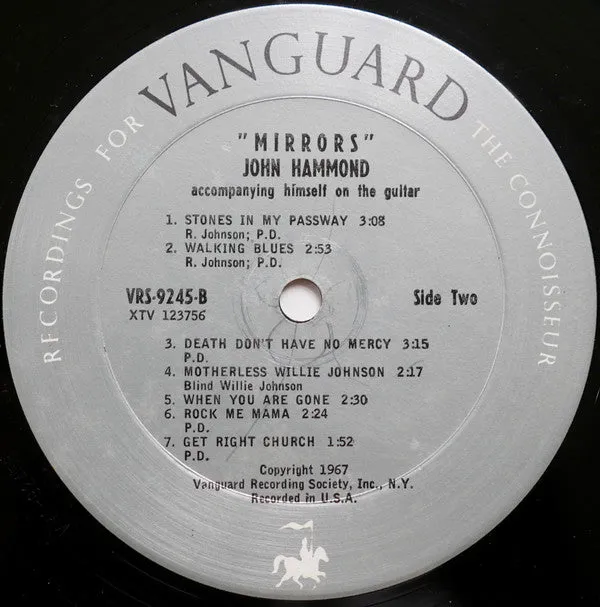 RECORDINGS FOR VANGUARD THE CONNOISSEUR
"MIRRORS"
JOHN HAMMOND
accompanying himself on the guitar
1. STONES IN MY PASSWAY 3:08
R. Johnson; P.D.
2. WALKING BLUES 2:53
R. Johnson; P.D.
VRS-9245-B Side Two
XTV 123756
3. DEATH DON'T HAVE NO MERCY 3:15
P.D.
4. MOTHERLESS WILLIE JOHNSON 2:17
Blind Willie Johnson
5. WHEN YOU ARE GONE 2:30
6. ROCK ME MAMA 2:24
P.D.
7. GET RIGHT CHURCH 1:52
P.D.
Copyright 1967
Vanguard Recording Society, Inc., N.Y.
Recorded in U.S.A.